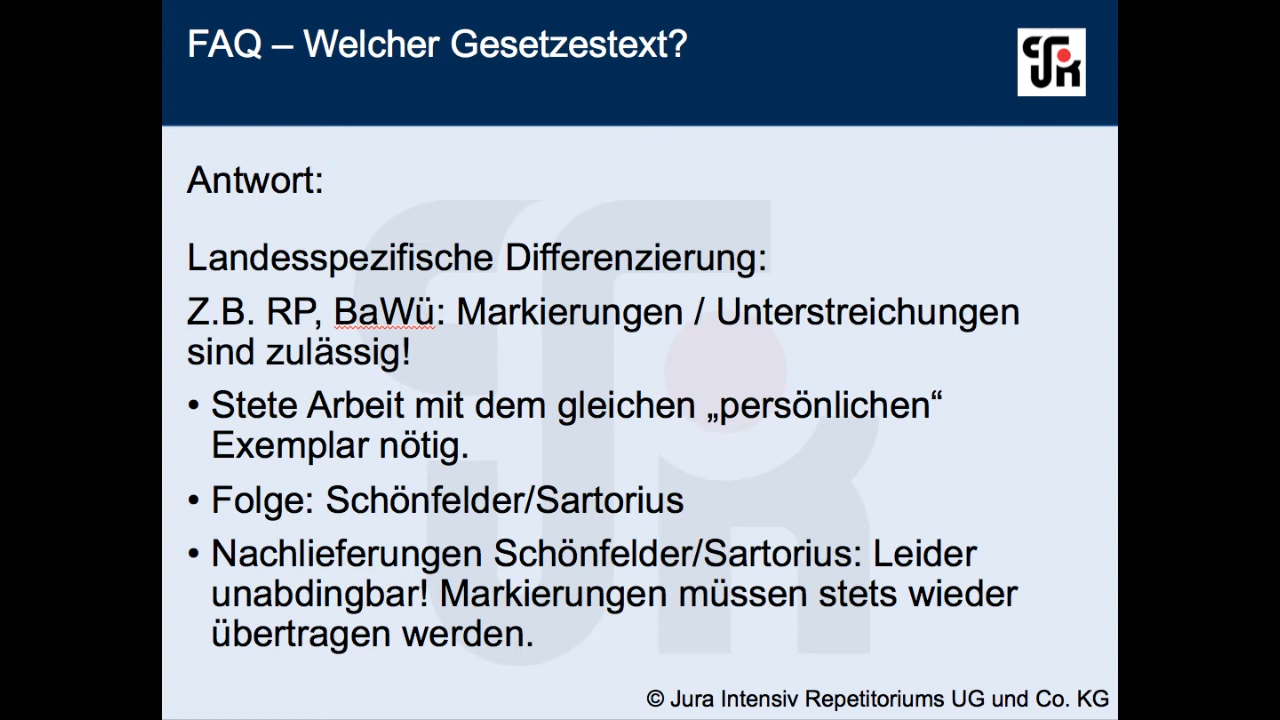 FAQ – Welcher Gesetzestext?
Antwort:
Landesspezifische Differenzierung:
Z.B. RP, BaWü: Markierungen / Unterstreichungen
sind zulässig!
• Stete Arbeit mit dem gleichen „persönlichen“
Exemplar nötig.
• Folge: Schönfelder/Sartorius
• Nachlieferungen Schönfelder/Sartorius: Leider
unabdingbar! Markierungen müssen stets wieder
übertragen werden.
© Jura Intensiv Repetitoriums UG und Co. KG